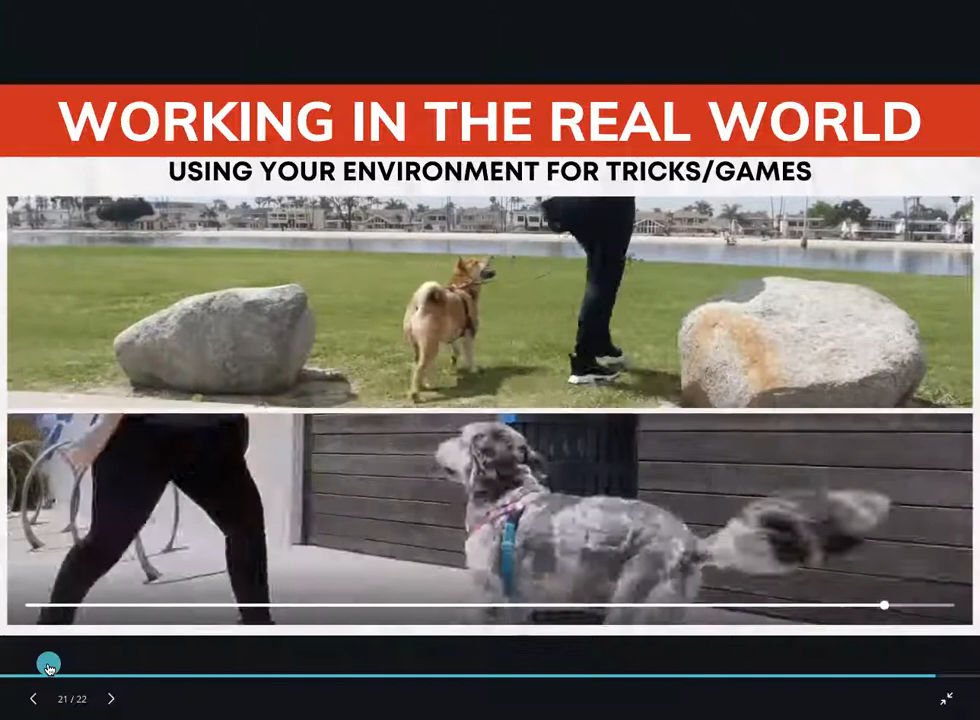 WORKING IN THE REAL WORLD
USING YOUR ENVIRONMENT FOR TRICKS/GAMES
21 / 22